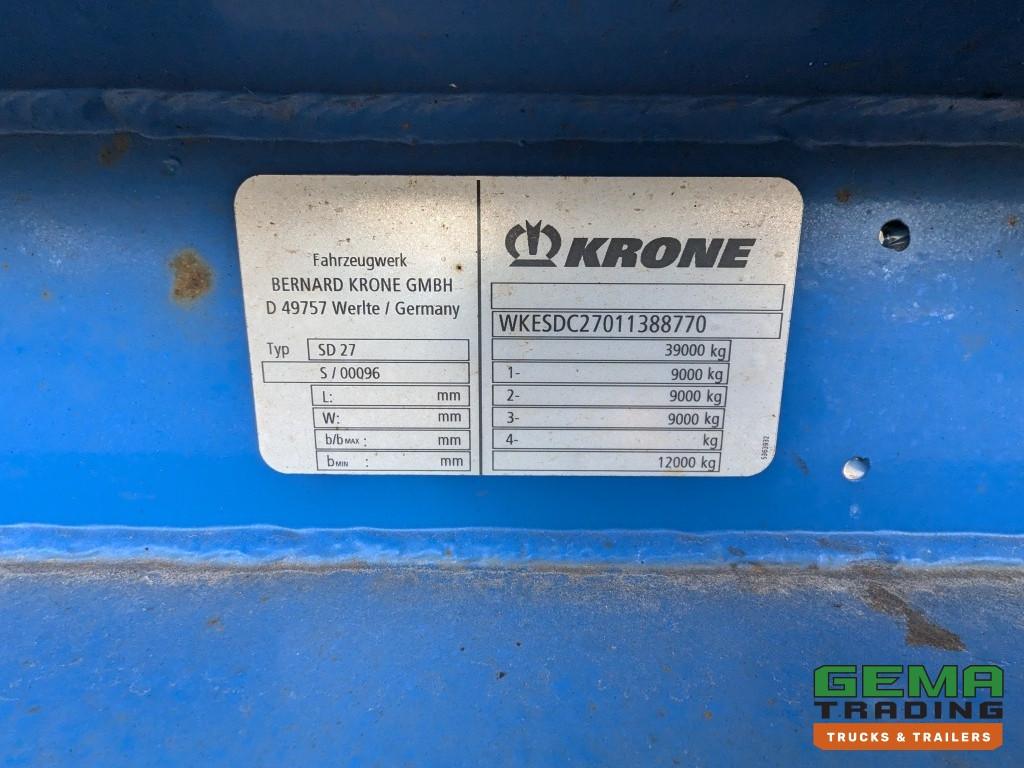 Fahrzeugwerk
BERNARD KRONE GMBH
D 49757 Werlte / Germany
Typ SD 27
S / 00096
L: mm
W: mm
b/bMAX : mm
bMIN : mm
KRONE
WKESDC27011388770
39000 kg
1- 9000 kg
2- 9000 kg
3- 9000 kg
4- kg
12000 kg
5363932
GEMA
TRADING
TRUCKS & TRAILERS